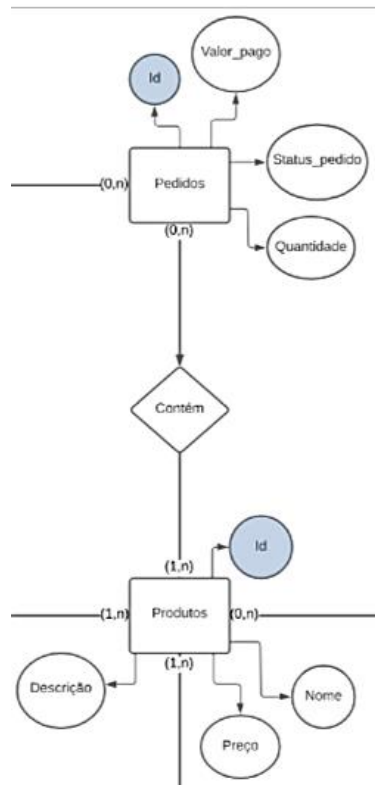 Valor_pago
Id
Status_pedido
(0,n)
Pedidos
(0,n)
Quantidade
Contém
Id
(1,n)
(1,n)
Produtos
(0,n)
(1,n)
Descrição
Nome
Preço